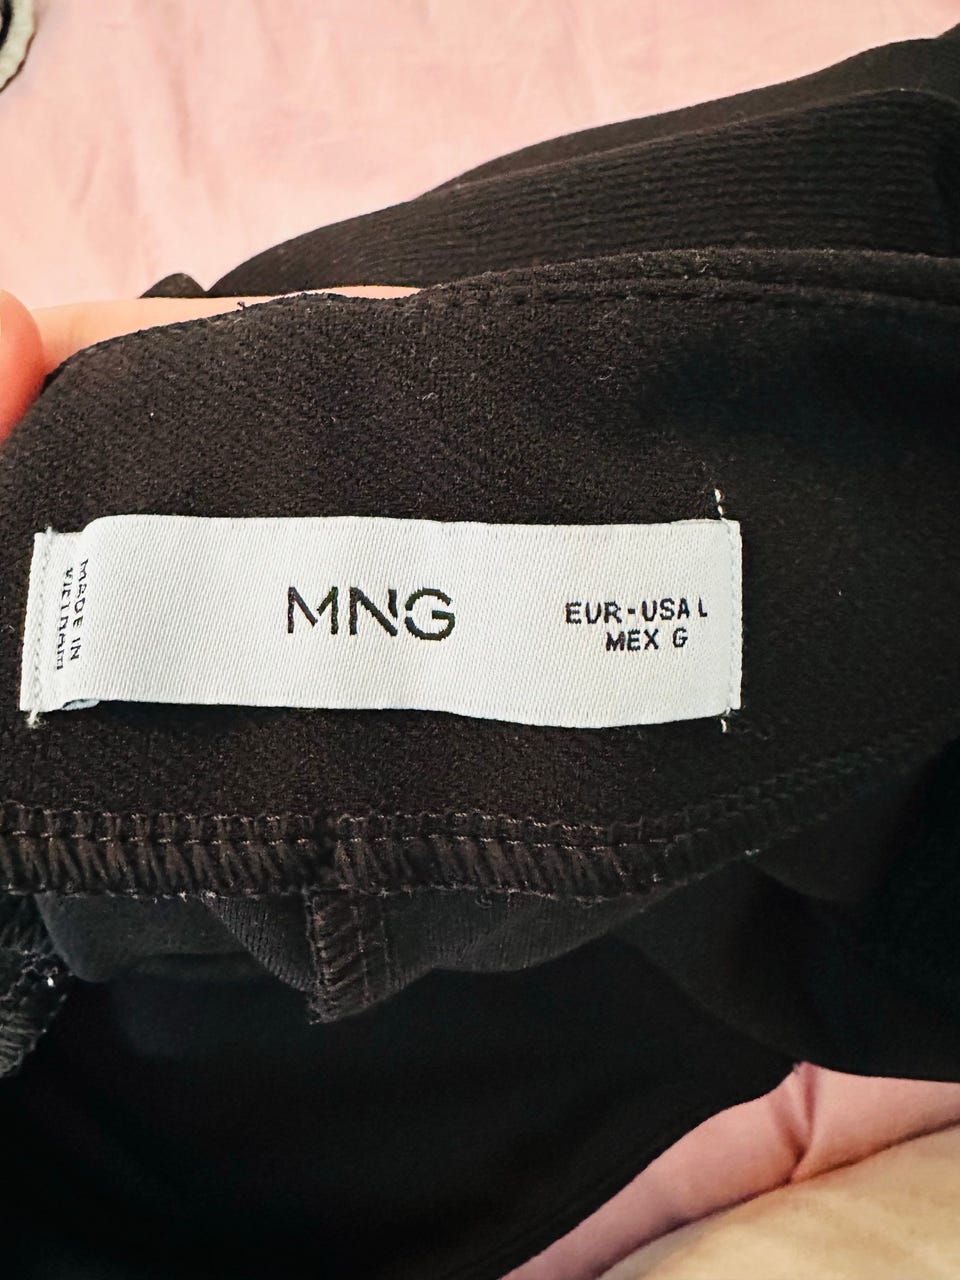 MADE IN
VIETNAM
MNG
EUR-USA L
MEX G